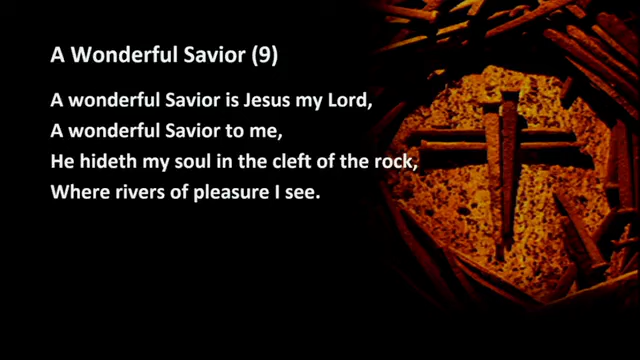 A Wonderful Savior (9)
A wonderful Savior is Jesus my Lord,
A wonderful Savior to me,
He hideth my soul in the cleft of the rock,
Where rivers of pleasure I see.